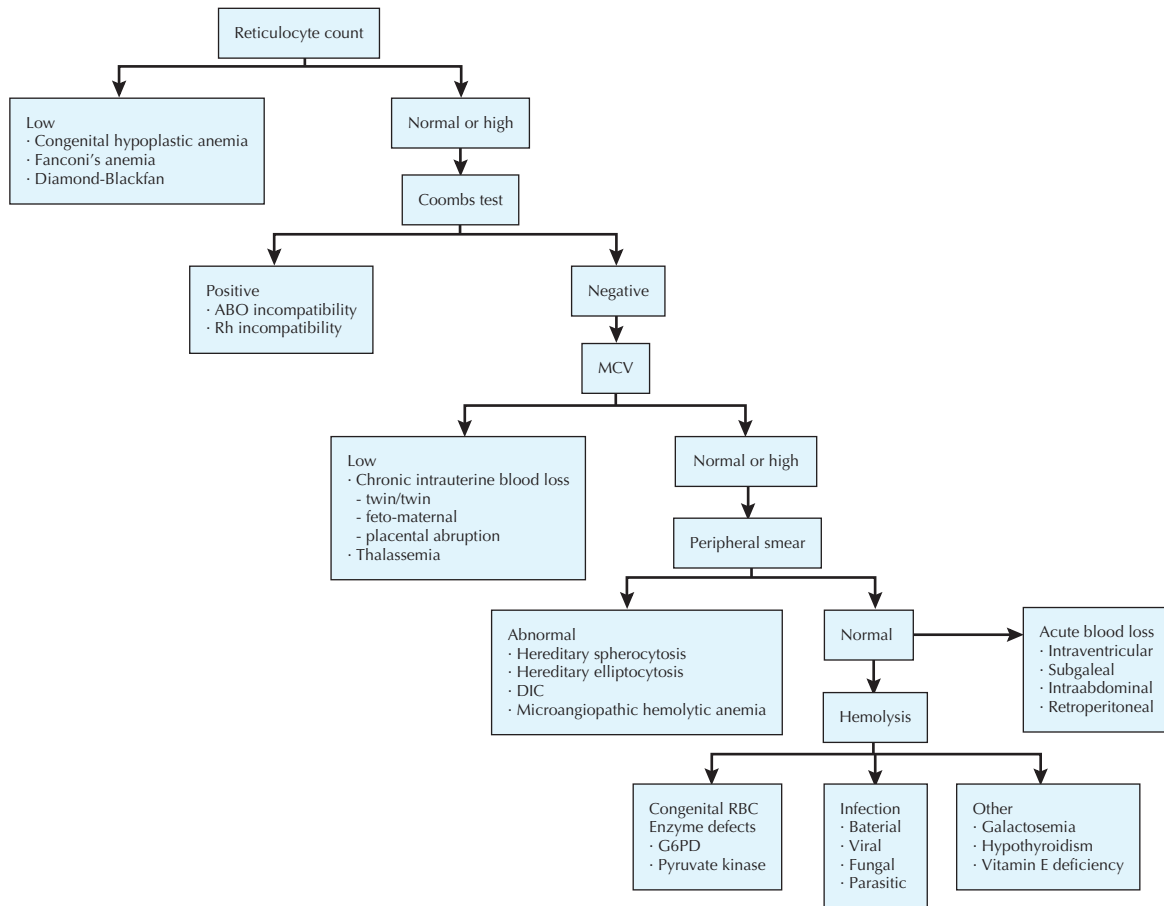 Reticulocyte count
Low
· Congenital hypoplastic anemia
· Fanconi's anemia
· Diamond-Blackfan
Normal or high
Coombs test
Positive
· ABO incompatibility
· Rh incompatibility
Negative
MCV
Low
· Chronic intrauterine blood loss
- twin/twin
- feto-maternal
- placental abruption
· Thalassemia
Normal or high
Peripheral smear
Abnormal
· Hereditary spherocytosis
· Hereditary elliptocytosis
· DIC
· Microangiopathic hemolytic anemia
Normal
Acute blood loss
· Intraventricular
· Subgaleal
· Intraabdominal
· Retroperitoneal
Hemolysis
Congenital RBC
Enzyme defects
· G6PD
· Pyruvate kinase
Infection
· Baterial
· Viral
· Fungal
· Parasitic
Other
· Galactosemia
· Hypothyroidism
· Vitamin E deficiency